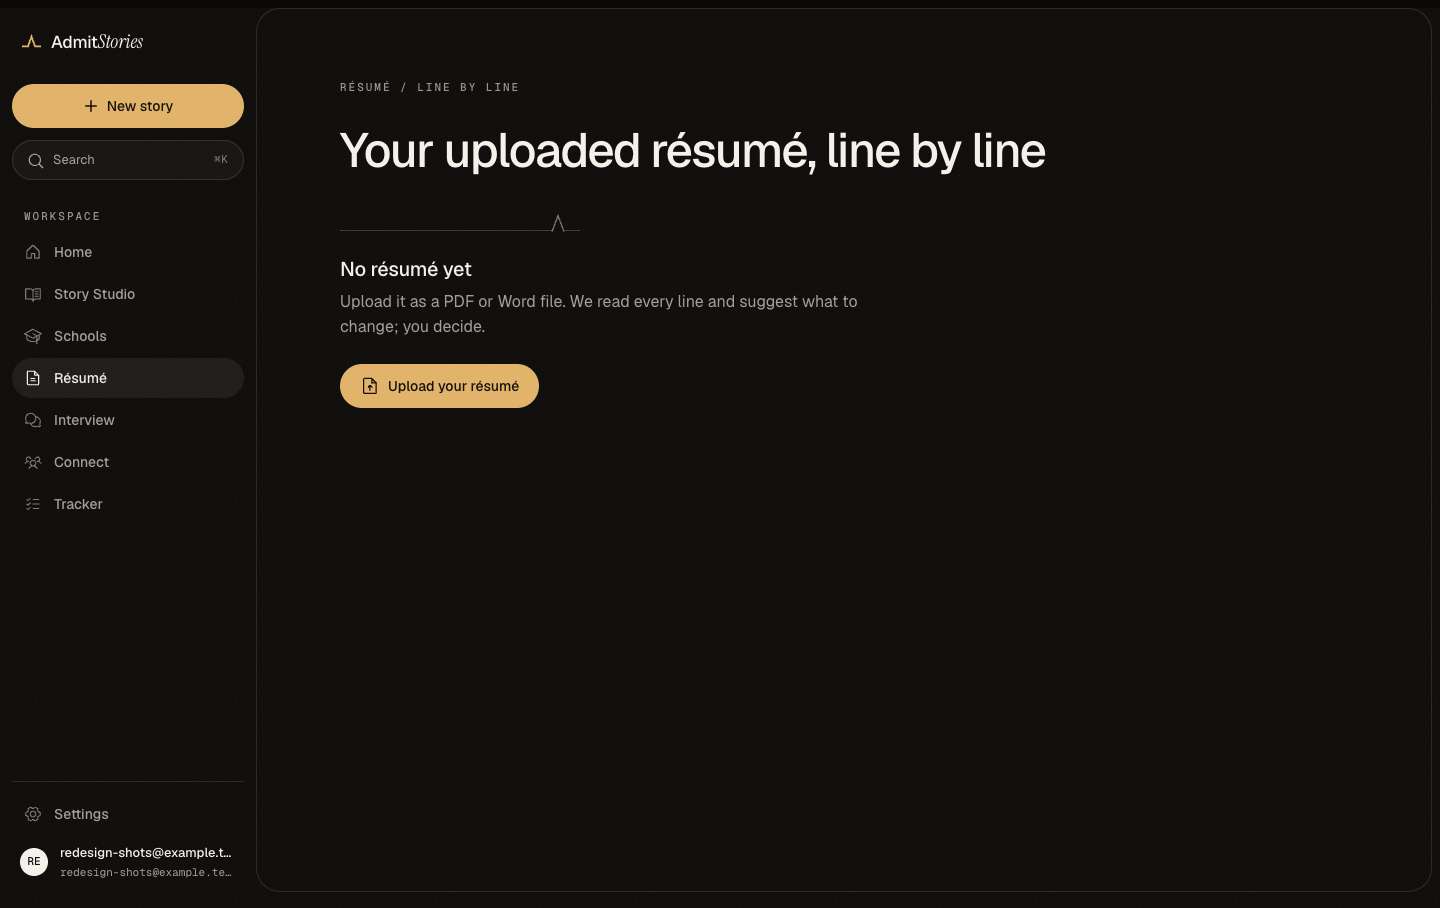 AdmitStories
New story
Search ⌘K
WORKSPACE
Home
Story Studio
Schools
Résumé
Interview
Connect
Tracker
Settings
RE
redesign-shots@example.t…
redesign-shots@example.te…
RÉSUMÉ / LINE BY LINE
Your uploaded résumé, line by line
No résumé yet
Upload it as a PDF or Word file. We read every line and suggest what to
change; you decide.
Upload your résumé